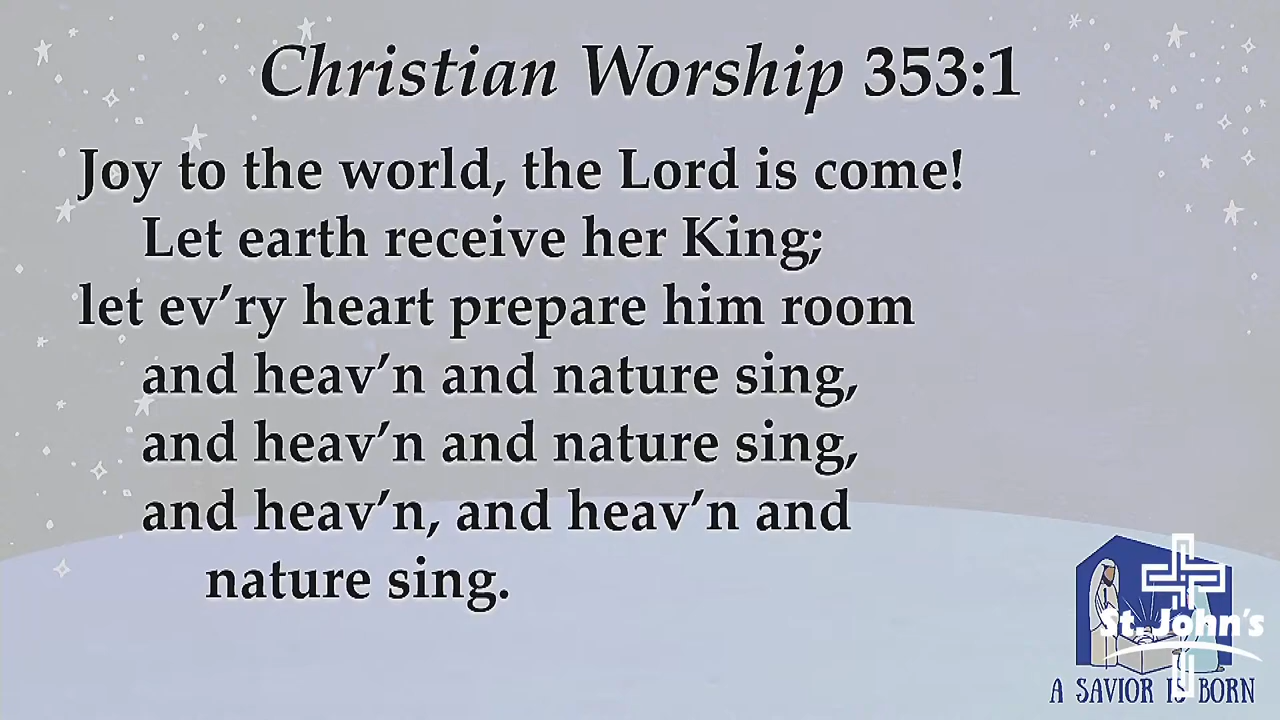 Christian Worship 353:1
Joy to the world, the Lord is come!
Let earth receive her King;
let ev’ry heart prepare him room
and heav’n and nature sing,
and heav’n and nature sing,
and heav’n, and heav’n and
nature sing.
St. John’s
A SAVIOR IS BORN